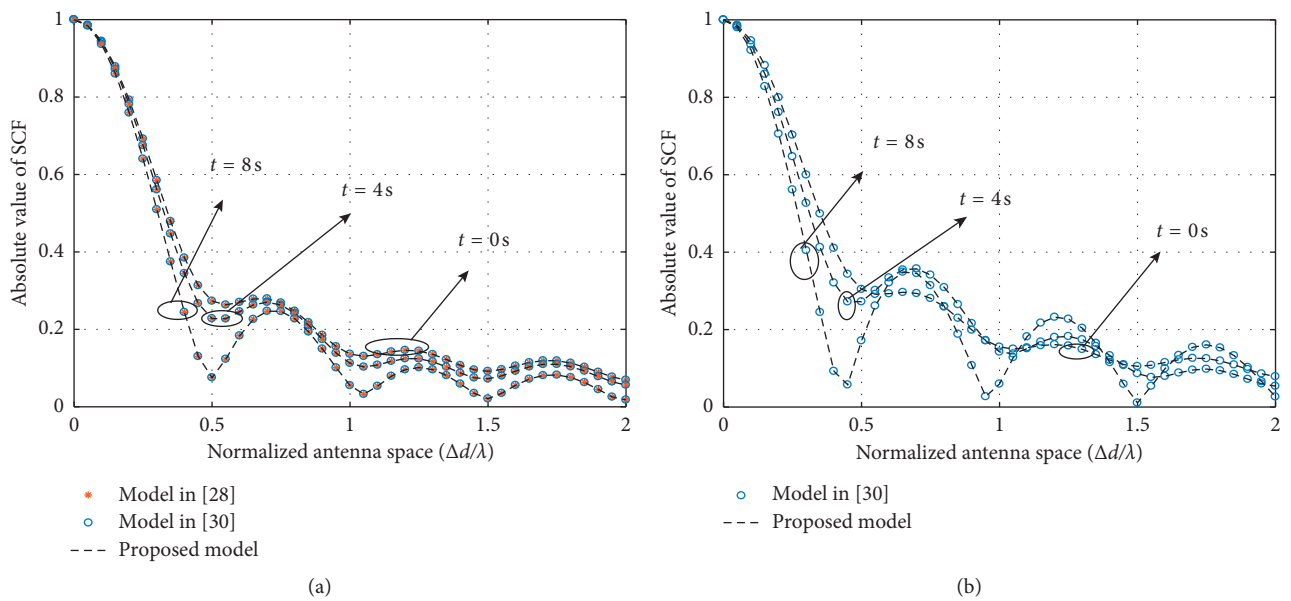 1
0.8
0.6
0.4
0.2
0
Absolute value of SCF
t = 8 s
t = 4 s
t = 0 s
0 0.5 1 1.5 2
Normalized antenna space (Δd/λ)
Model in [28]
Model in [30]
Proposed model
(a)
1
0.8
0.6
0.4
0.2
0
Absolute value of SCF
t = 8 s
t = 4 s
t = 0 s
0 0.5 1 1.5 2
Normalized antenna space (Δd/λ)
Model in [30]
Proposed model
(b)